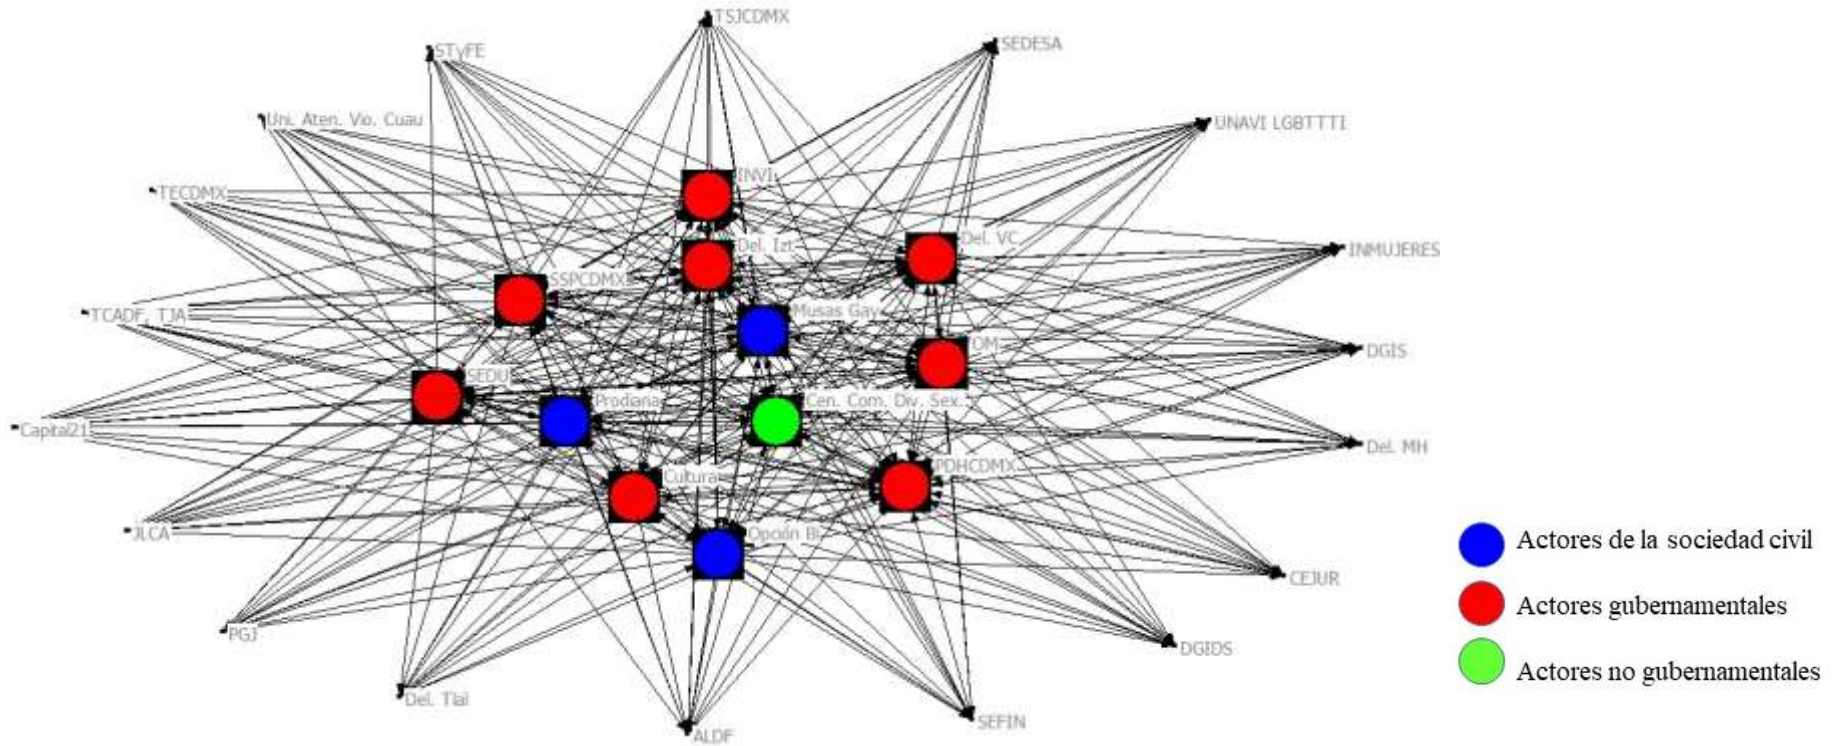 TSJCDMX
STyFE
SEDESA
Uni. Aten. Vio. Cuau
UNAVI LGBTTTI
INVI
TECDMX
Del. VC
Del. Izt
INMUJERES
SSPCDMX
Musas Gay
TCADF, TJA
DGIS
Prodiana
Cen. Com. Div. Sex.
Capital21
Del. MH
PDHCDMX
Cultura
Opción Bi
JLCA
Actores de la sociedad civil
CEJUR
Actores gubernamentales
PGJ
DGIDS
Actores no gubernamentales
Del. Tlal
SEFIN
ALDF